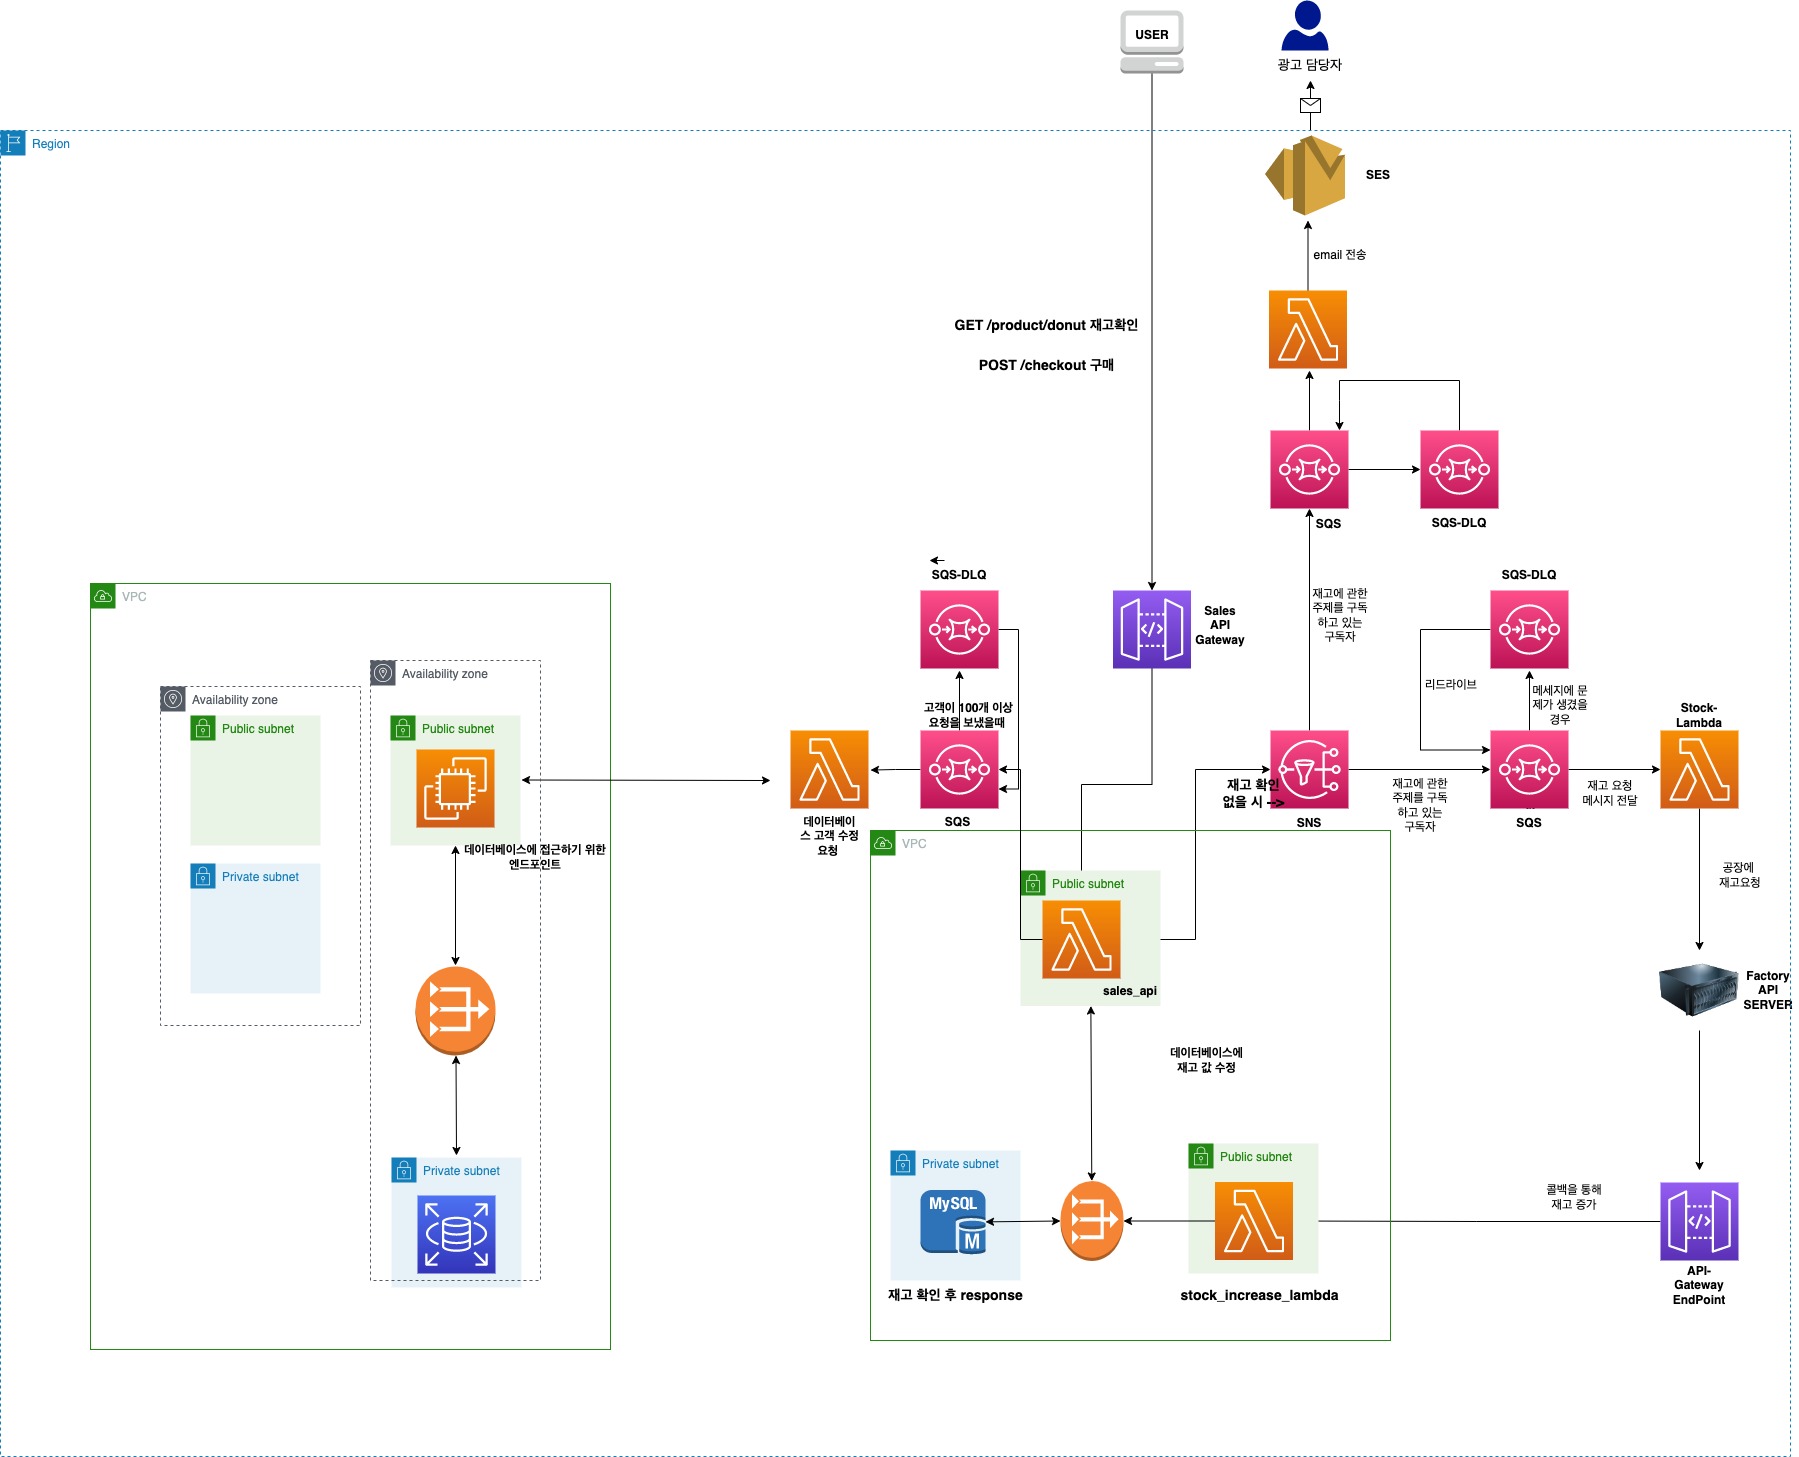 USER
광고 담당자
Region
SES
email 전송
GET /product/donut 재고확인
POST /checkout 구매
SQS
SQS-DLQ
SQS-DLQ
SQS-DLQ
VPC
재고에 관한
주제를 구독
하고 있는
구독자
Sales
API
Gateway
Availability zone
Availability zone
리드라이브
메세지에 문
제가 생겼을
경우
고객이 100개 이상
요청을 보냈을때
Stock-
Lambda
Public subnet
Public subnet
재고 확인
없을 시 -->
재고에 관한
주제를 구독
하고 있는
구독자
재고 요청
메시지 전달
데이터베이
스 고객 수정
요청
SQS
SNS
SQS
VPC
데이터베이스에 접근하기 위한
엔드포인트
Private subnet
Public subnet
공장에
재고요청
sales_api
Factory
API
SERVER
데이터베이스에
재고 값 수정
Private subnet
Private subnet
Public subnet
MySQL
M
콜백을 통해
재고 증가
재고 확인 후 response
stock_increase_lambda
API-
Gateway
EndPoint